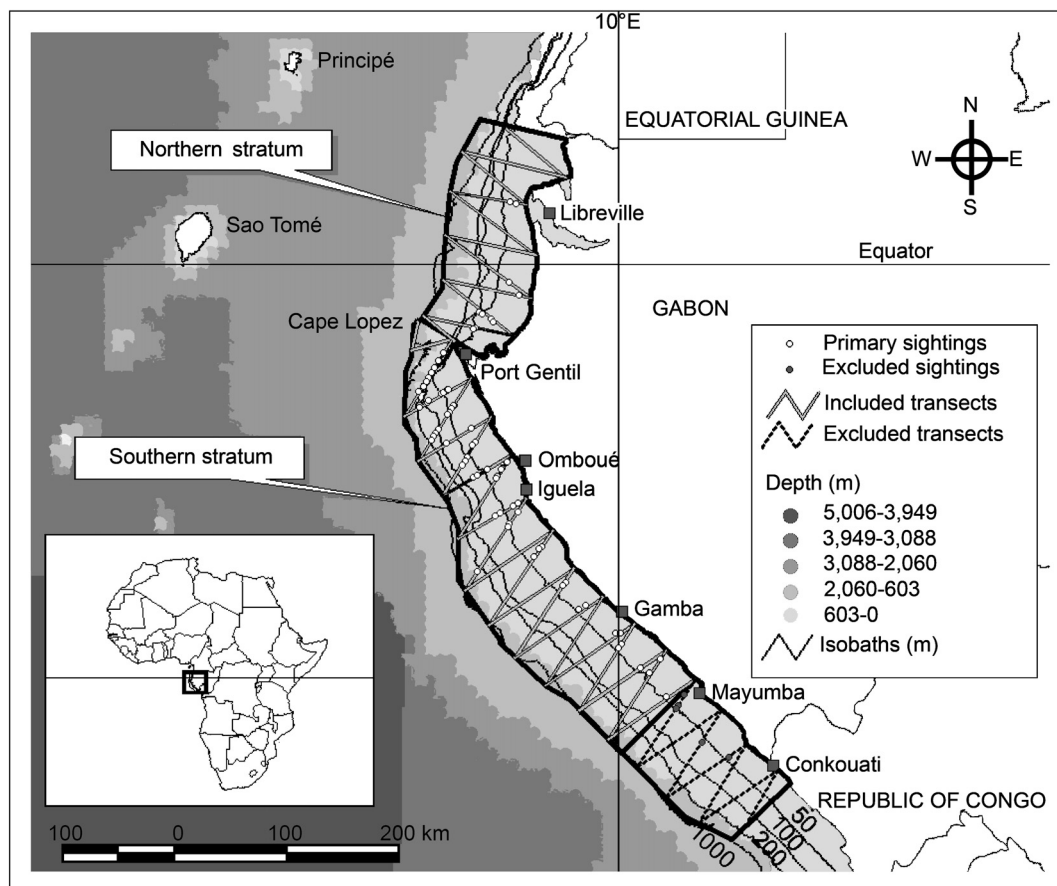 10°E
Principé
EQUATORIAL GUINEA
N
W
E
S
Northern stratum
Libreville
Sao Tomé
Equator
Cape Lopez
GABON
Port Gentil
Primary sightings
Excluded sightings
Included transects
Excluded transects
Depth (m)
5,006-3,949
3,949-3,088
3,088-2,060
2,060-603
603-0
Isobaths (m)
Southern stratum
Omboué
Iguela
Gamba
Mayumba
Conkouati
REPUBLIC OF CONGO
50
100
200
1000
100 0 100 200 km